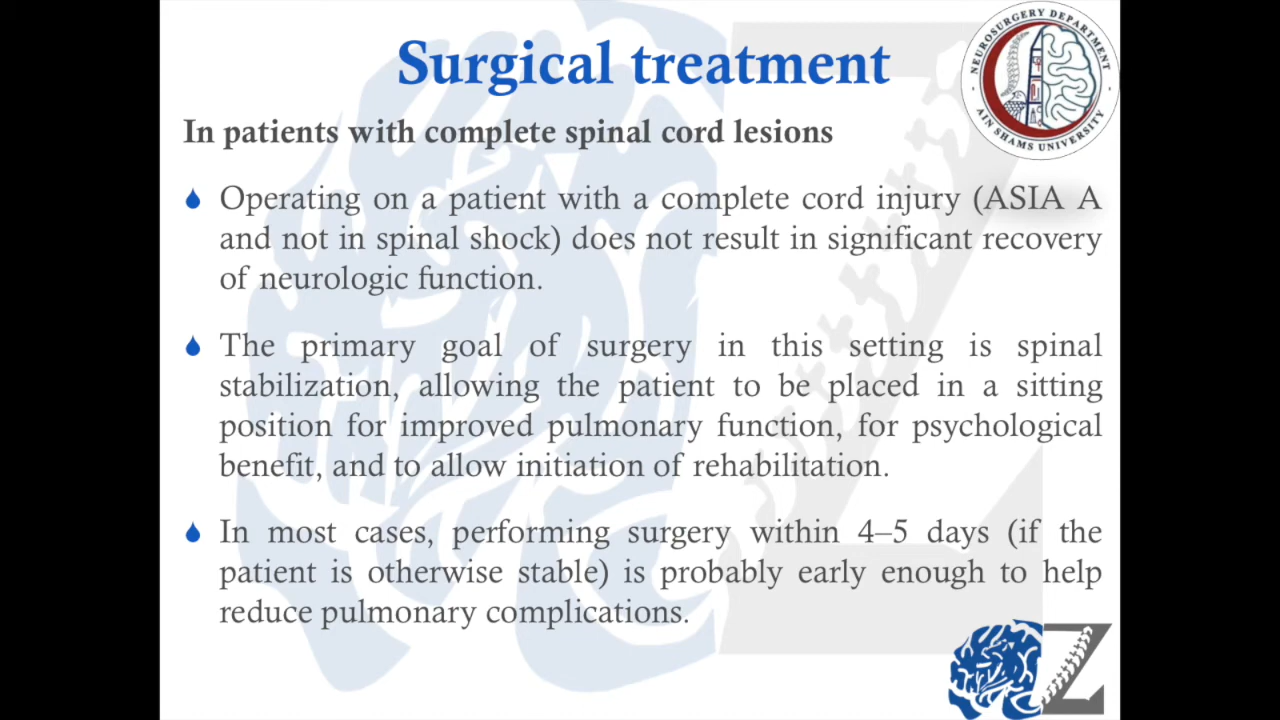 Surgical treatment
NEUROSURGERY DEPARTMENT
AIN SHAMS UNIVERSITY
In patients with complete spinal cord lesions
Operating on a patient with a complete cord injury (ASIA A
and not in spinal shock) does not result in significant recovery
of neurologic function.
The primary goal of surgery in this setting is spinal
stabilization, allowing the patient to be placed in a sitting
position for improved pulmonary function, for psychological
benefit, and to allow initiation of rehabilitation.
In most cases, performing surgery within 4–5 days (if the
patient is otherwise stable) is probably early enough to help
reduce pulmonary complications.
Z